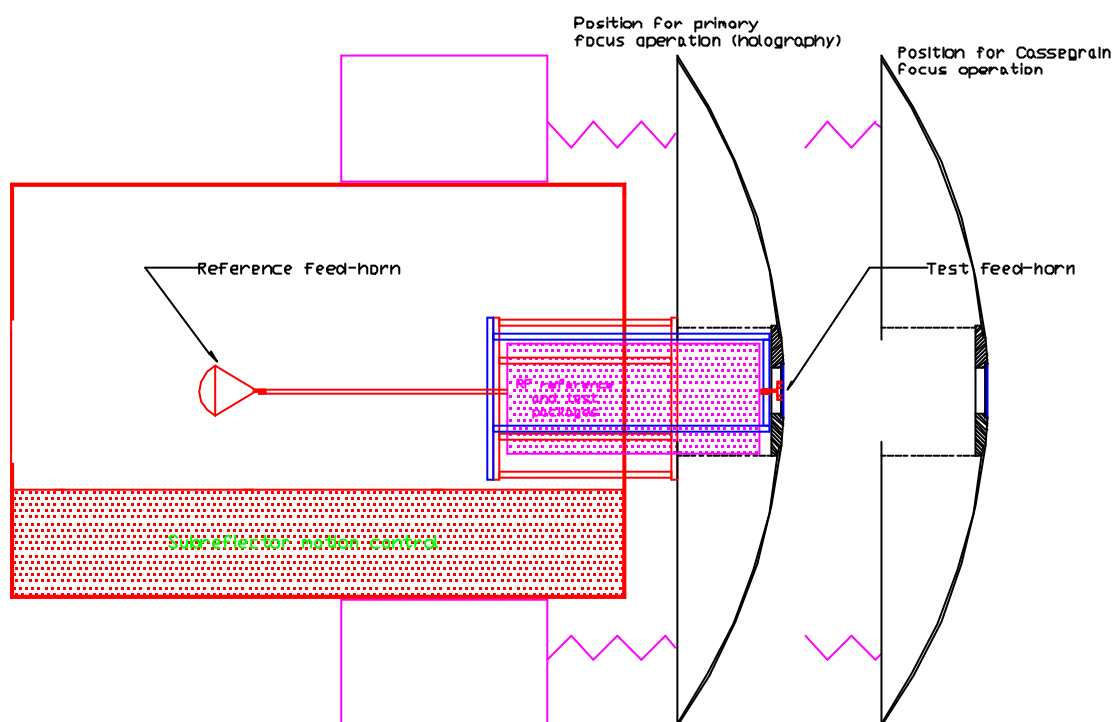 Position for primary
focus operation (holography)
Position for Cassegrain
focus operation
Reference feed-horn
Test feed-horn
RF reference
and test
packages
Subreflector motion control